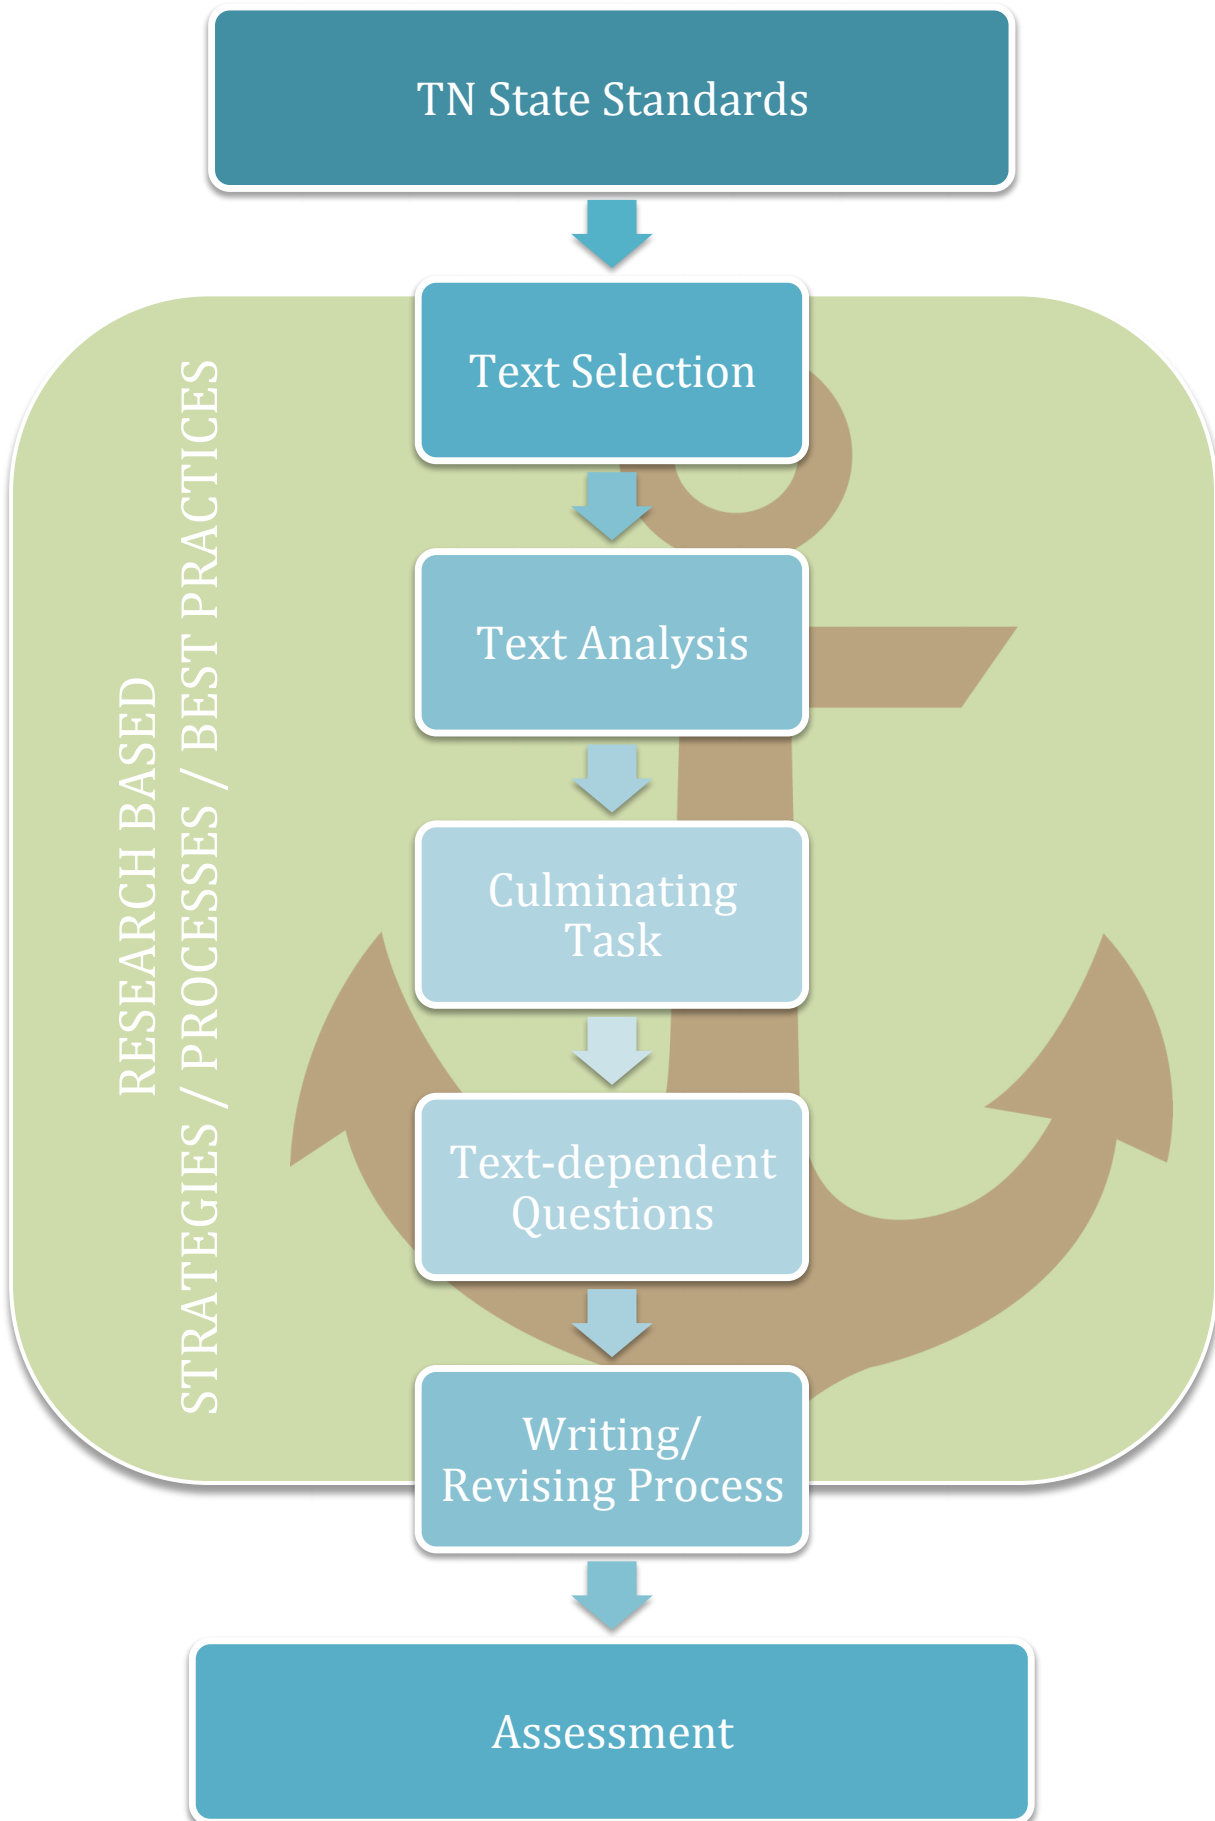 TN State Standards
Text Selection
RESEARCH BASED
STRATEGIES / PROCESSES / BEST PRACTICES
Text Analysis
Culminating
Task
Text-dependent
Questions
Writing/
Revising Process
Assessment